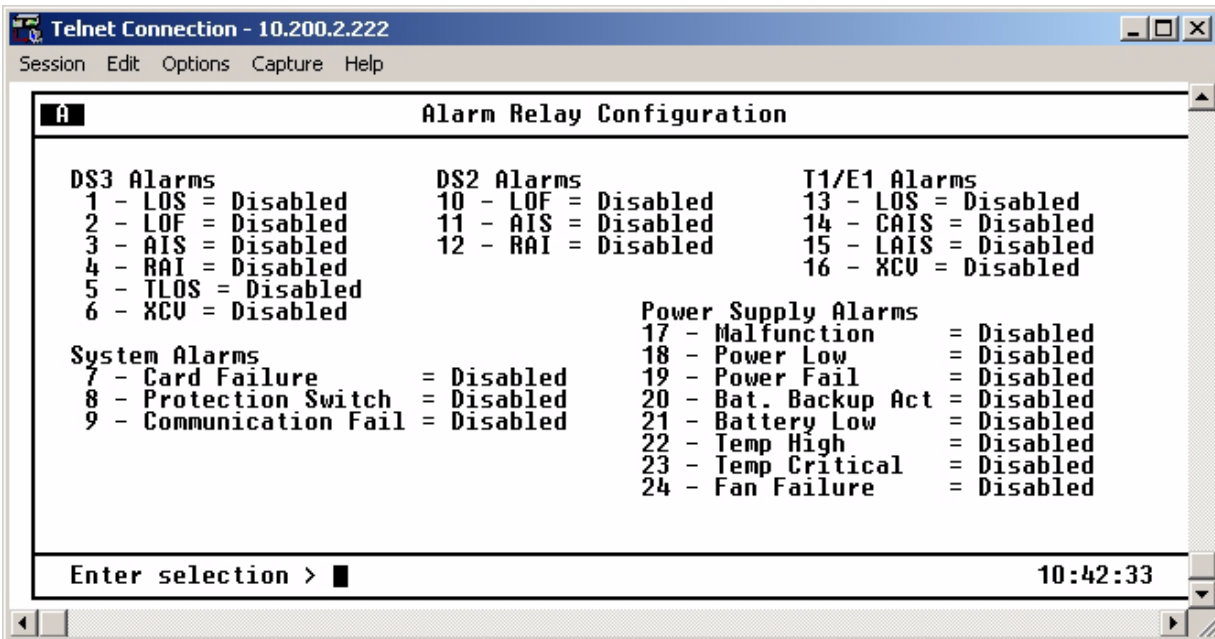 Telnet Connection - 10.200.2.222
Session Edit Options Capture Help
A Alarm Relay Configuration
DS3 Alarms
1 - LOS = Disabled
2 - LOF = Disabled
3 - AIS = Disabled
4 - RAI = Disabled
5 - TLOS = Disabled
6 - XCV = Disabled
System Alarms
7 - Card Failure = Disabled
8 - Protection Switch = Disabled
9 - Communication Fail = Disabled
DS2 Alarms
10 - LOF = Disabled
11 - AIS = Disabled
12 - RAI = Disabled
T1/E1 Alarms
13 - LOS = Disabled
14 - CAIS = Disabled
15 - LAIS = Disabled
16 - XCV = Disabled
Power Supply Alarms
17 - Malfunction = Disabled
18 - Power Low = Disabled
19 - Power Fail = Disabled
20 - Bat. Backup Act = Disabled
21 - Battery Low = Disabled
22 - Temp High = Disabled
23 - Temp Critical = Disabled
24 - Fan Failure = Disabled
Enter selection > 10:42:33